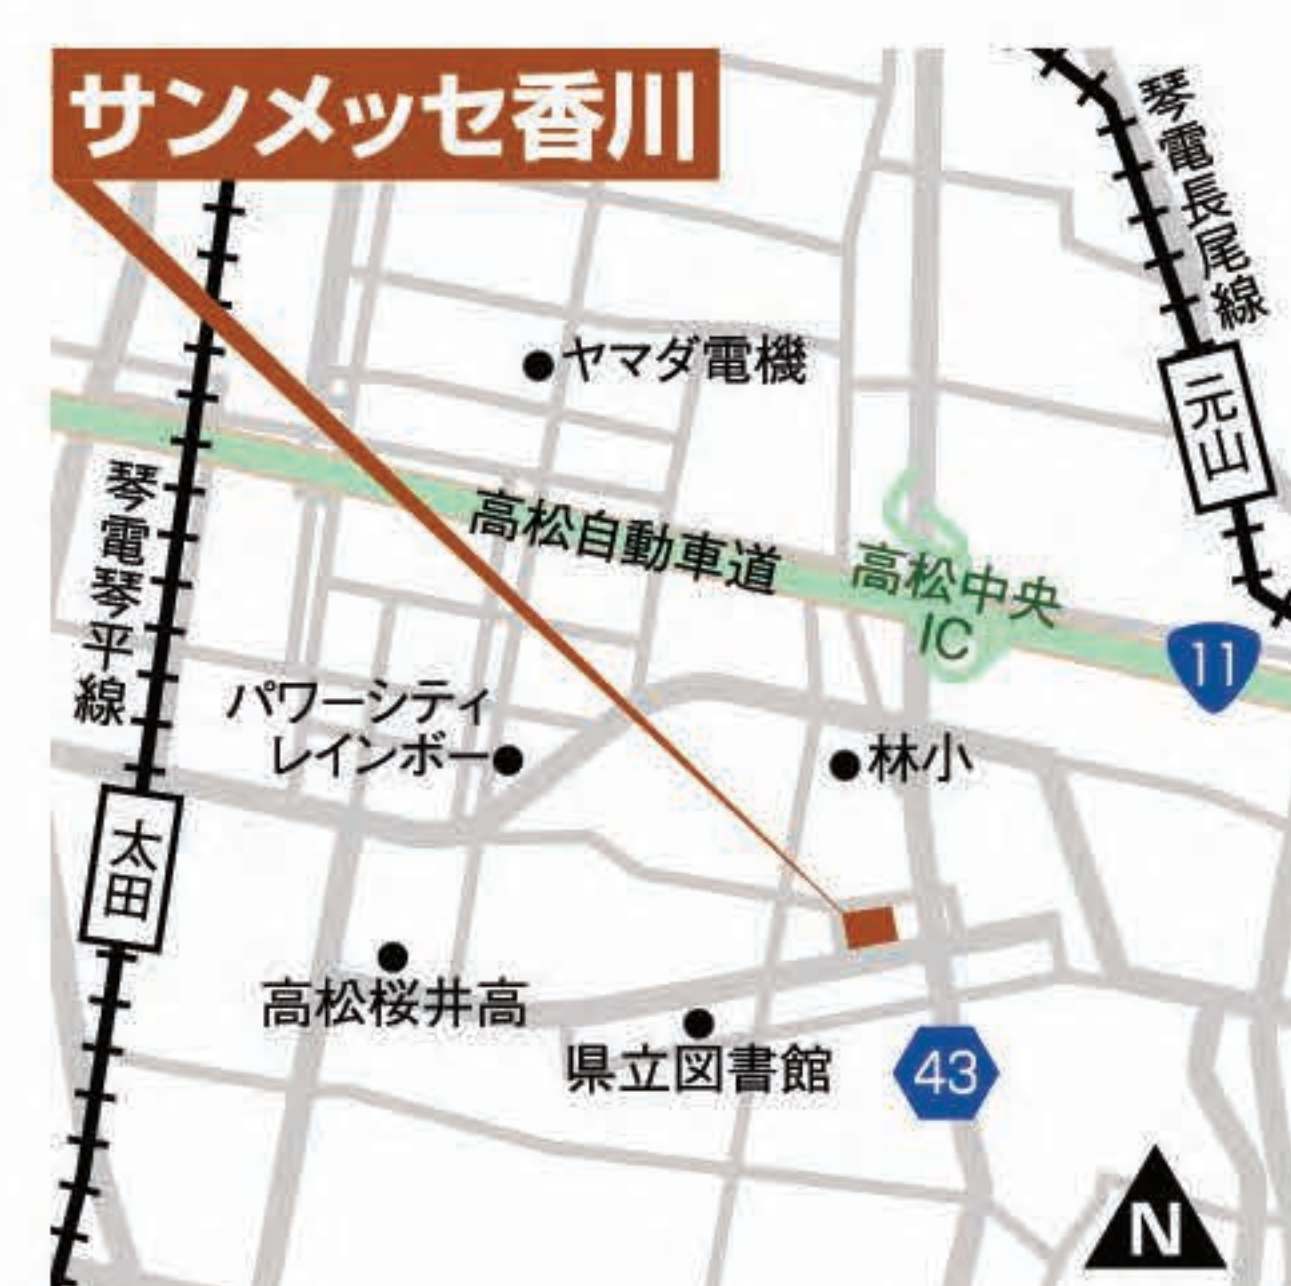 サンメッセ香川
琴電長尾線
ヤマダ電機
元山
琴電琴平線
高松自動車道
高松中央
IC
11
パワーシティ
レインボー
林小
太田
高松桜井高
県立図書館
43
N